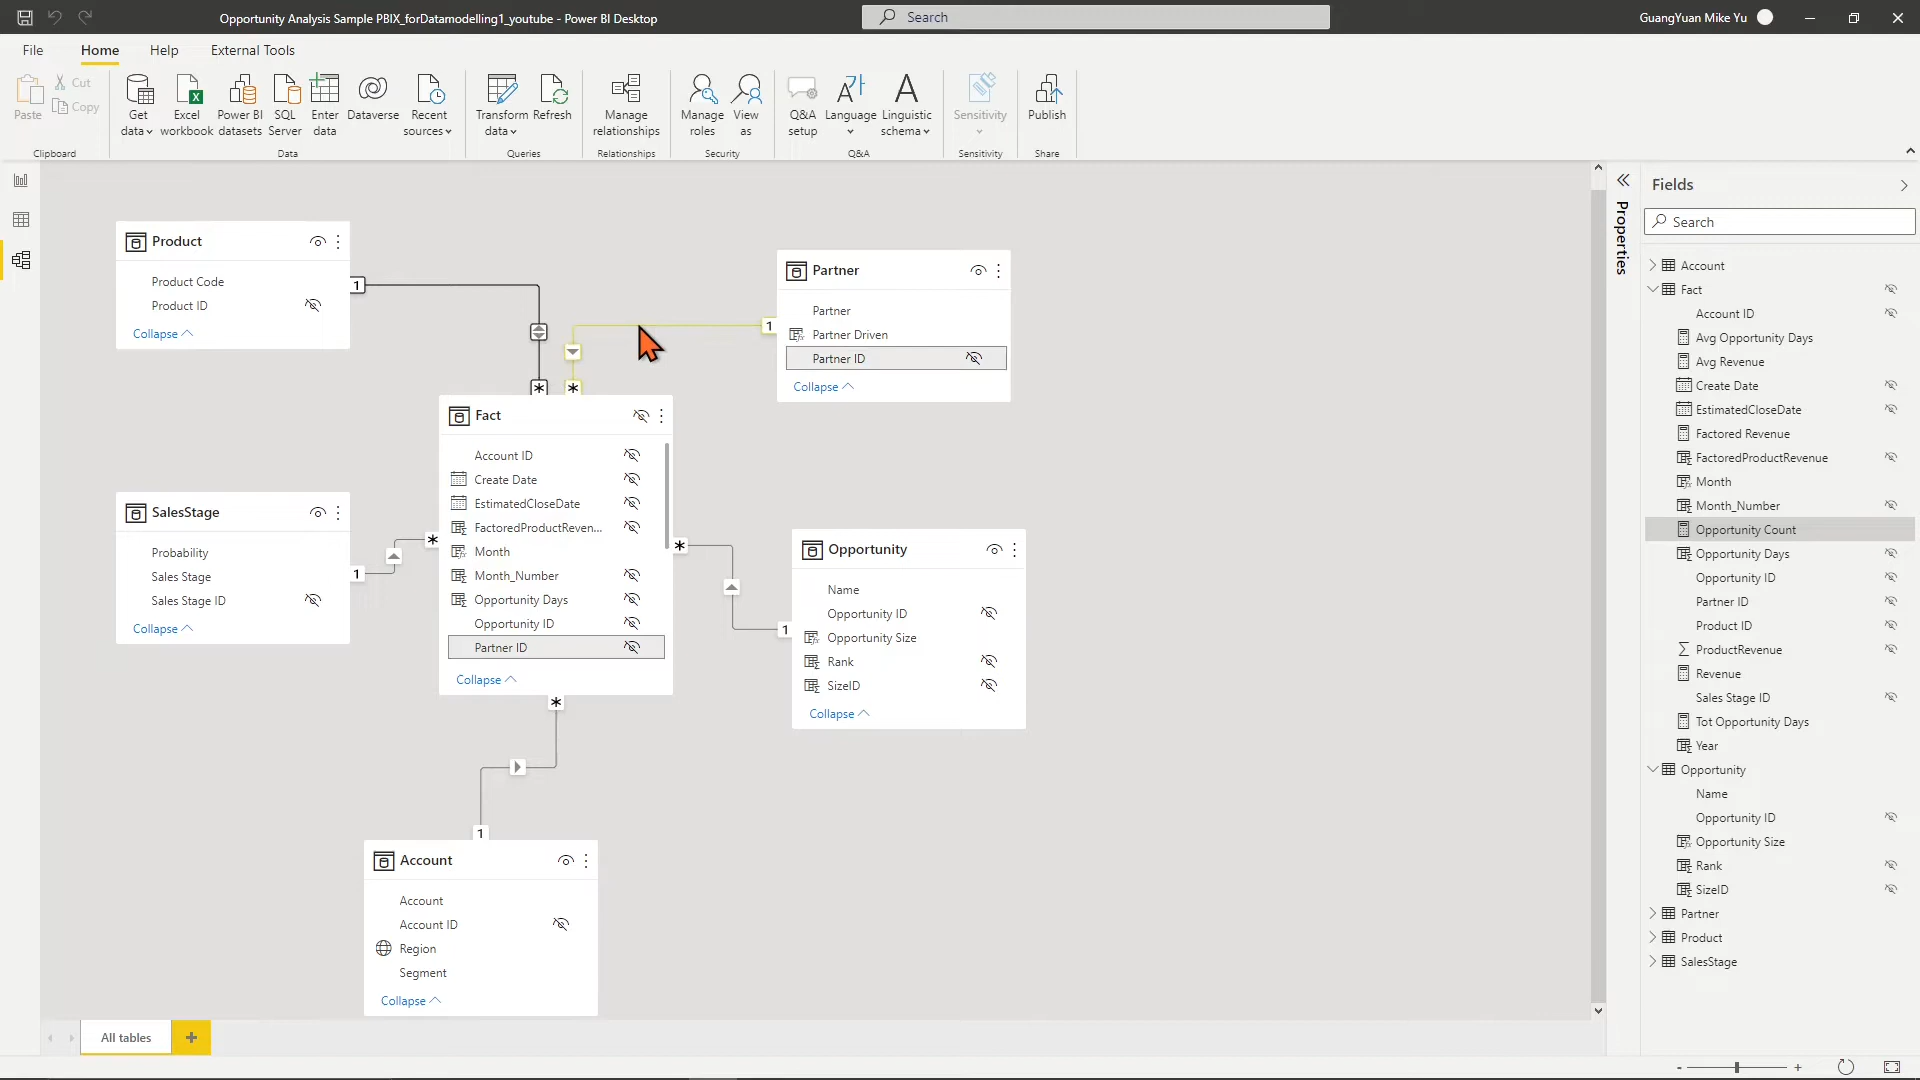 Opportunity Analysis Sample PBIX_forDatamodelling1_youtube - Power BI Desktop
Search
GuangYuan Mike Yu
File Home Help External Tools
Paste
Cut
Copy
Get data
Excel workbook
Power BI datasets
SQL Server
Enter data
Dataverse
Recent sources
Transform data
Refresh
Manage relationships
Manage roles
View as
Q&A setup
Language
Linguistic schema
Sensitivity
Publish
Clipboard Data Queries Relationships Security Q&A Sensitivity Share
Product
Product Code
Product ID
Collapse
1
*
Partner
Partner
Partner Driven
Partner ID
Collapse
1
*
Fact
Account ID
Create Date
EstimatedCloseDate
FactoredProductReven...
Month
Month_Number
Opportunity Days
Opportunity ID
Partner ID
Collapse
SalesStage
Probability
Sales Stage
Sales Stage ID
Collapse
1
*
Opportunity
Name
Opportunity ID
Opportunity Size
Rank
SizeID
Collapse
*
1
*
1
Account
Account
Account ID
Region
Segment
Collapse
All tables
+
Properties
Fields
Search
Account
Fact
Account ID
Avg Opportunity Days
Avg Revenue
Create Date
EstimatedCloseDate
Factored Revenue
FactoredProductRevenue
Month
Month_Number
Opportunity Count
Opportunity Days
Opportunity ID
Partner ID
Product ID
ProductRevenue
Revenue
Sales Stage ID
Tot Opportunity Days
Year
Opportunity
Name
Opportunity ID
Opportunity Size
Rank
SizeID
Partner
Product
SalesStage
- +